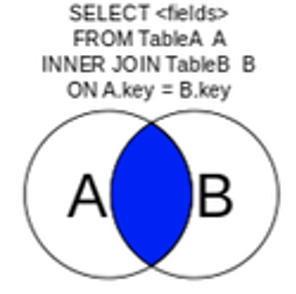 SELECT <fields>
FROM TableA A
INNER JOIN TableB B
ON A.key = B.key
A B